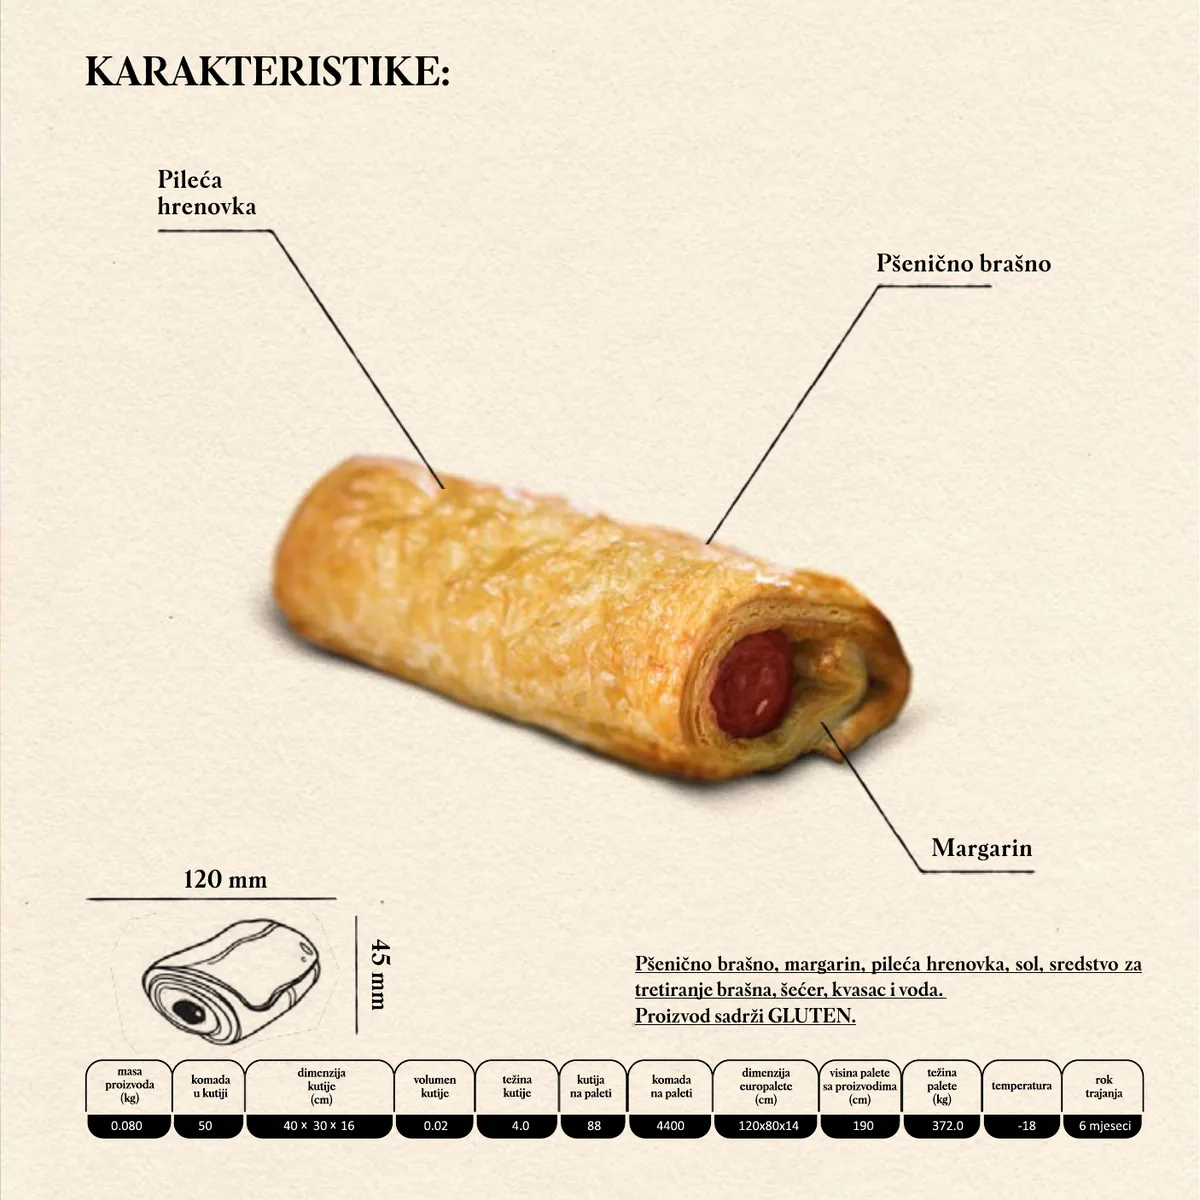 KARAKTERISTIKE:
Pileća
hrenovka
Pšenično brašno
Margarin
120 mm
45 mm
Pšenično brašno, margarin, pileća hrenovka, sol, sredstvo za
tretiranje brašna, šećer, kvasac i voda.
Proizvod sadrži GLUTEN.
masa
proizvoda
(kg)
0.080
komada
u kutiji
50
dimenzija
kutije
(cm)
40 x 30 x 16
volumen
kutije
0.02
težina
kutije
4.0
kutija
na paleti
88
komada
na paleti
4400
dimenzija
europalete
(cm)
120x80x14
visina palete
sa proizvodima
(cm)
190
težina
palete
(kg)
372.0
temperatura
-18
rok
trajanja
6 mjeseci